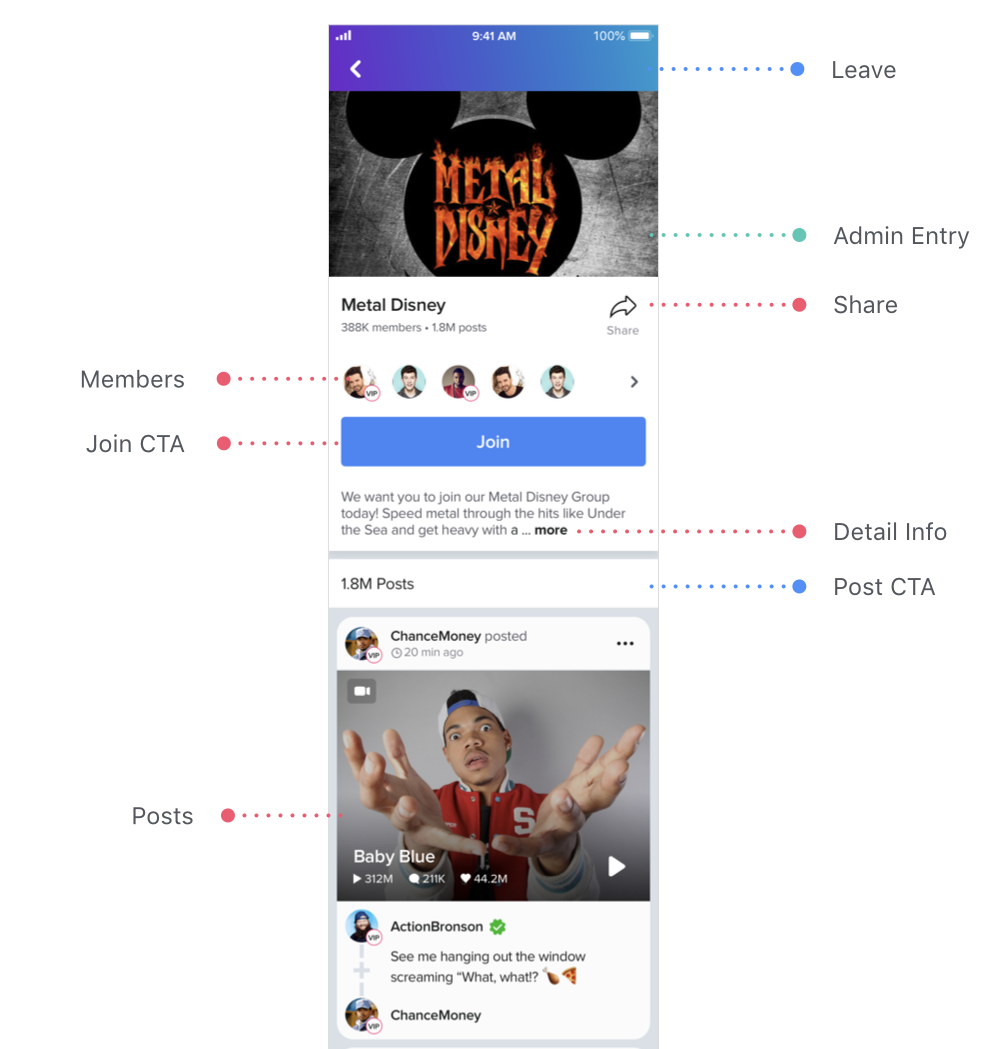 9:41 AM
100%
Leave
METAL
DISNEY
Admin Entry
Metal Disney
Share
388K members • 1.8M posts
Share
Members
VIP
VIP
Join CTA
Join
We want you to join our Metal Disney Group
today! Speed metal through the hits like Under
the Sea and get heavy with a ... more
Detail Info
1.8M Posts
Post CTA
ChanceMoney posted
20 min ago
VIP
S
Posts
Baby Blue
312M 211K 44.2M
ActionBronson
VIP
See me hanging out the window
screaming “What, what!?
ChanceMoney
VIP